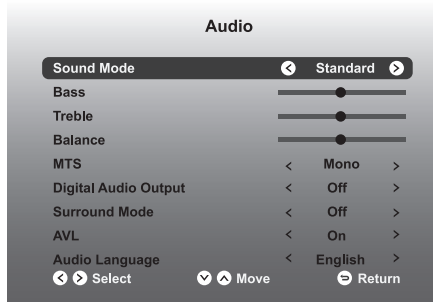 Audio
Sound Mode Standard
Bass
Treble
Balance
MTS Mono
Digital Audio Output Off
Surround Mode Off
AVL On
Audio Language English
Select Move Return